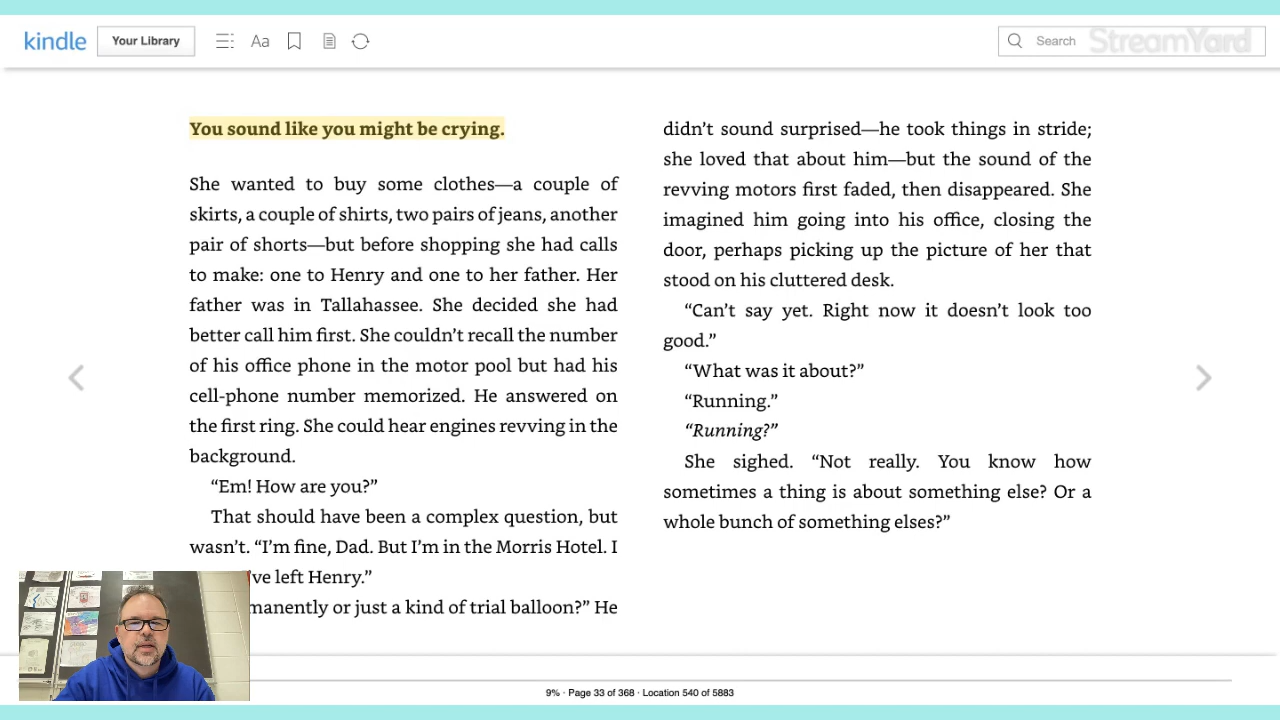 kindle
Your Library
Aa
Search
StreamYard
You sound like you might be crying.
She wanted to buy some clothes—a couple of
skirts, a couple of shirts, two pairs of jeans, another
pair of shorts—but before shopping she had calls
to make: one to Henry and one to her father. Her
father was in Tallahassee. She decided she had
better call him first. She couldn’t recall the number
of his office phone in the motor pool but had his
cell-phone number memorized. He answered on
the first ring. She could hear engines revving in the
background.
“Em! How are you?”
That should have been a complex question, but
wasn’t. “I’m fine, Dad. But I’m in the Morris Hotel. I
’ve left Henry.”
manently or just a kind of trial balloon?” He
didn’t sound surprised—he took things in stride;
she loved that about him—but the sound of the
revving motors first faded, then disappeared. She
imagined him going into his office, closing the
door, perhaps picking up the picture of her that
stood on his cluttered desk.
“Can’t say yet. Right now it doesn’t look too
good.”
“What was it about?”
“Running.”
“Running?”
She sighed. “Not really. You know how
sometimes a thing is about something else? Or a
whole bunch of something elses?”
9% · Page 33 of 368 · Location 540 of 5883